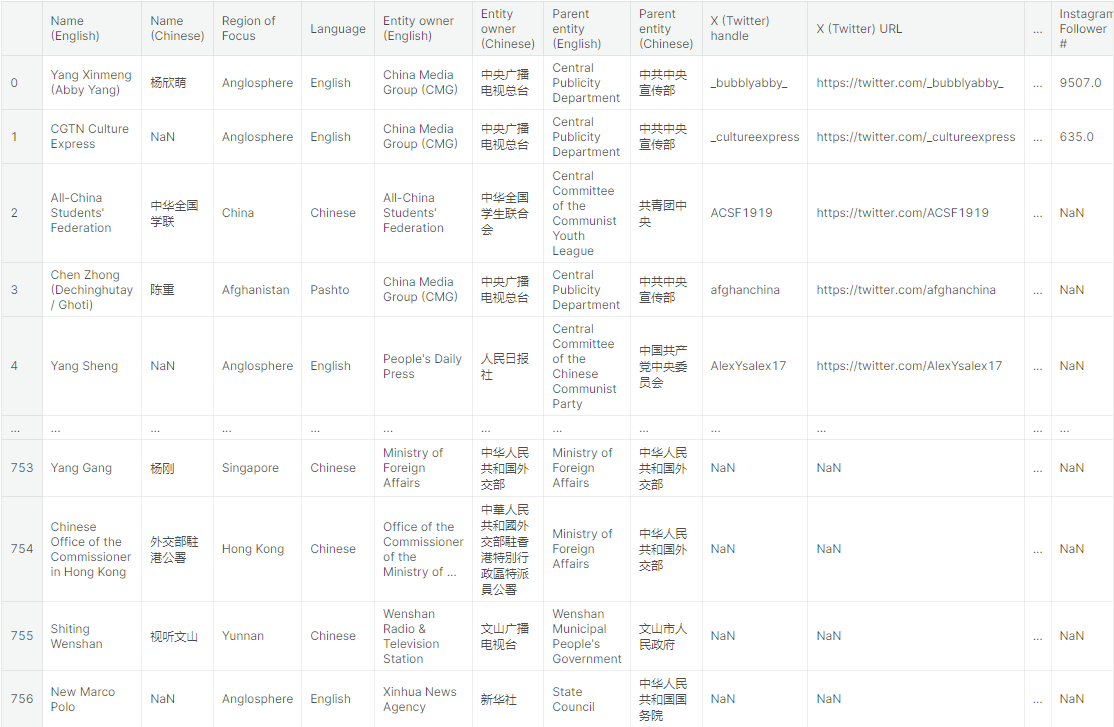 Name (English) Name (Chinese) Region of Focus Language Entity owner (English) Entity owner (Chinese) Parent entity (English) Parent entity (Chinese) X (Twitter) handle X (Twitter) URL ... Instagram Follower #
0 Yang Xinmeng (Abby Yang) 杨欣萌 Anglosphere English China Media Group (CMG) 中央广播电视总台 Central Publicity Department 中共中央宣传部 _bubblyabby_ https://twitter.com/_bubblyabby_ ... 9507.0
1 CGTN Culture Express NaN Anglosphere English China Media Group (CMG) 中央广播电视总台 Central Publicity Department 中共中央宣传部 _cultureexpress https://twitter.com/_cultureexpress ... 635.0
2 All-China Students' Federation 中华全国学联 China Chinese All-China Students' Federation 中华全国学生联合会 Central Committee of the Communist Youth League 共青团中央 ACSF1919 https://twitter.com/ACSF1919 ... NaN
3 Chen Zhong (Dechinghutay / Ghoti) 陈重 Afghanistan Pashto China Media Group (CMG) 中央广播电视总台 Central Publicity Department 中共中央宣传部 afghanchina https://twitter.com/afghanchina ... NaN
4 Yang Sheng NaN Anglosphere English People's Daily Press 人民日报社 Central Committee of the Chinese Communist Party 中国共产党中央委员会 AlexYsalex17 https://twitter.com/AlexYsalex17 ... NaN
... ... ... ... ... ... ... ... ... ... ... ... ...
753 Yang Gang 杨刚 Singapore Chinese Ministry of Foreign Affairs 中华人民共和国外交部 Ministry of Foreign Affairs 中华人民共和国外交部 NaN NaN ... NaN
754 Chinese Office of the Commissioner in Hong Kong 外交部駐港公署 Hong Kong Chinese Office of the Commissioner of the Ministry of ... 中華人民共和國外交部駐香港特別行政區特派員公署 Ministry of Foreign Affairs 中华人民共和国外交部 NaN NaN ... NaN
755 Shiting Wenshan 视听文山 Yunnan Chinese Wenshan Radio & Television Station 文山广播电视台 Wenshan Municipal People's Government 文山市人民政府 NaN NaN ... NaN
756 New Marco Polo NaN Anglosphere English Xinhua News Agency 新华社 State Council 中华人民共和国国务院 NaN NaN ... NaN